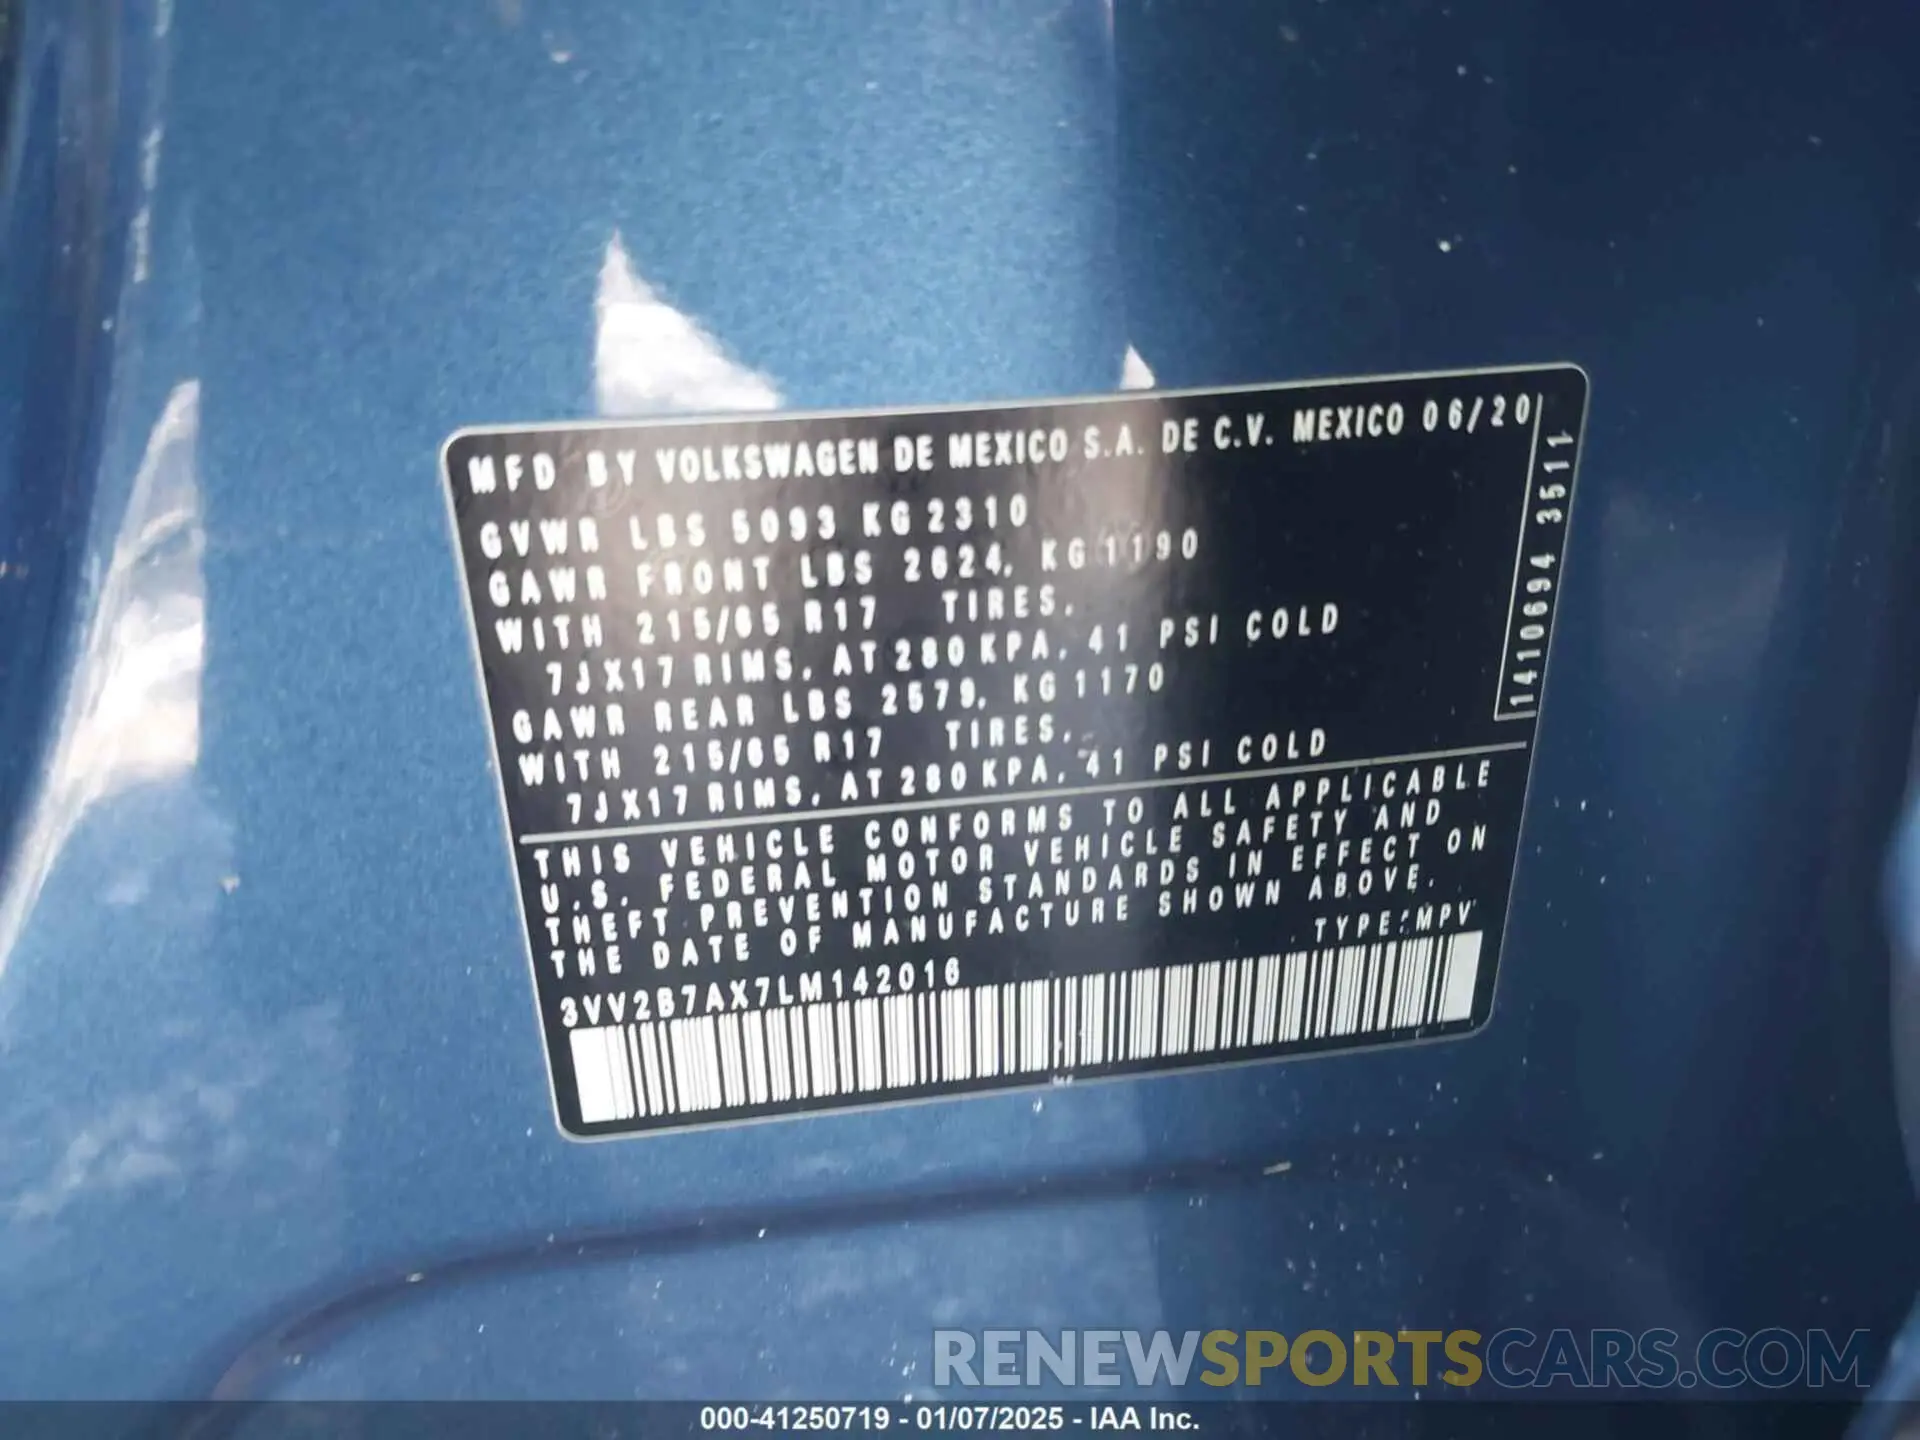 MFD BY VOLKSWAGEN DE MEXICO S.A. DE C.V. MEXICO 06/20
GVWR LBS 5093 KG 2310
GAWR FRONT LBS 2624, KG 1190
WITH 215/65 R17 TIRES,
7JX17 RIMS, AT 280 KPA, 41 PSI COLD
GAWR REAR LBS 2579, KG 1170
WITH 215/65 R17 TIRES,
7JX17 RIMS, AT 280 KPA, 41 PSI COLD
1410694 3511
THIS VEHICLE CONFORMS TO ALL APPLICABLE
U.S. FEDERAL MOTOR VEHICLE SAFETY AND
THEFT PREVENTION STANDARDS IN EFFECT ON
THE DATE OF MANUFACTURE SHOWN ABOVE.
TYPE: MPV
3VV2B7AX7LM142016
RENEWSPORTSCARS.COM
000-41250719 - 01/07/2025 - IAA Inc.